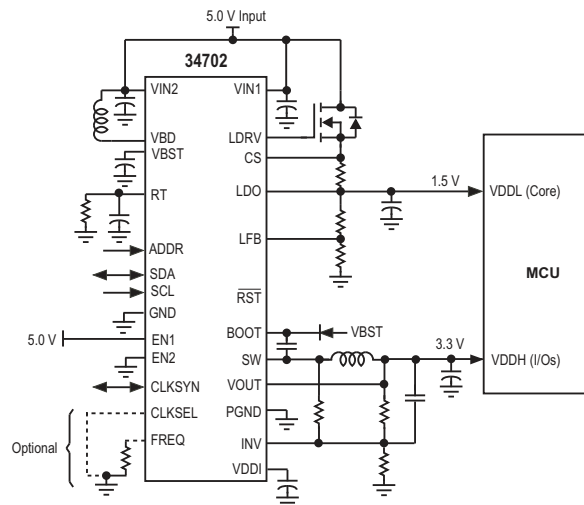 5.0 V Input
34702
VIN2
VIN1
VBD
LDRV
VBST
CS
RT
LDO
1.5 V
VDDL (Core)
ADDR
LFB
SDA
MCU
SCL
RST
GND
5.0 V
EN1
BOOT
VBST
EN2
SW
3.3 V
VDDH (I/Os)
CLKSYN
VOUT
CLKSEL
PGND
Optional
FREQ
INV
VDDI